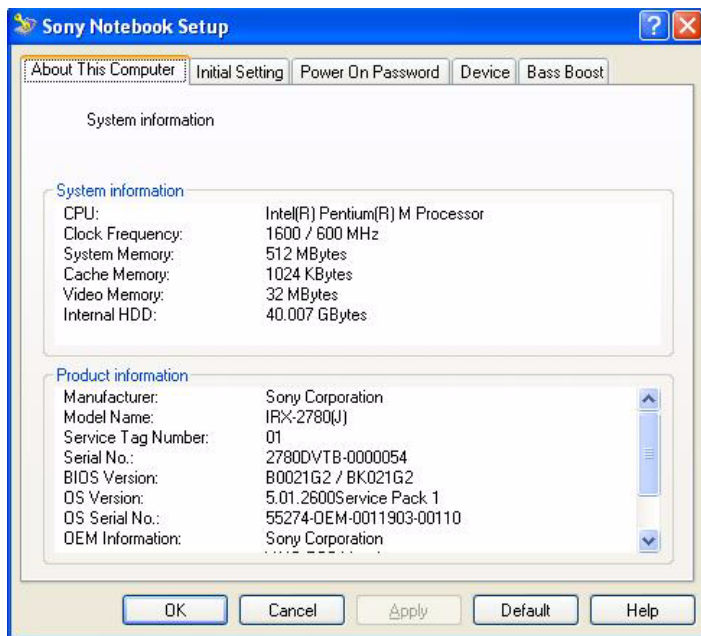 Sony Notebook Setup
About This Computer Initial Setting Power On Password Device Bass Boost
System information
System information
CPU: Intel(R) Pentium(R) M Processor
Clock Frequency: 1600 / 600 MHz
System Memory: 512 MBytes
Cache Memory: 1024 KBytes
Video Memory: 32 MBytes
Internal HDD: 40.007 GBytes
Product information
Manufacturer: Sony Corporation
Model Name: IRX-2780(J)
Service Tag Number: 01
Serial No.: 2780DVTB-0000054
BIOS Version: B0021G2 / BK021G2
OS Version: 5.01.2600Service Pack 1
OS Serial No.: 55274-OEM-0011903-00110
OEM Information: Sony Corporation
OK Cancel Apply Default Help